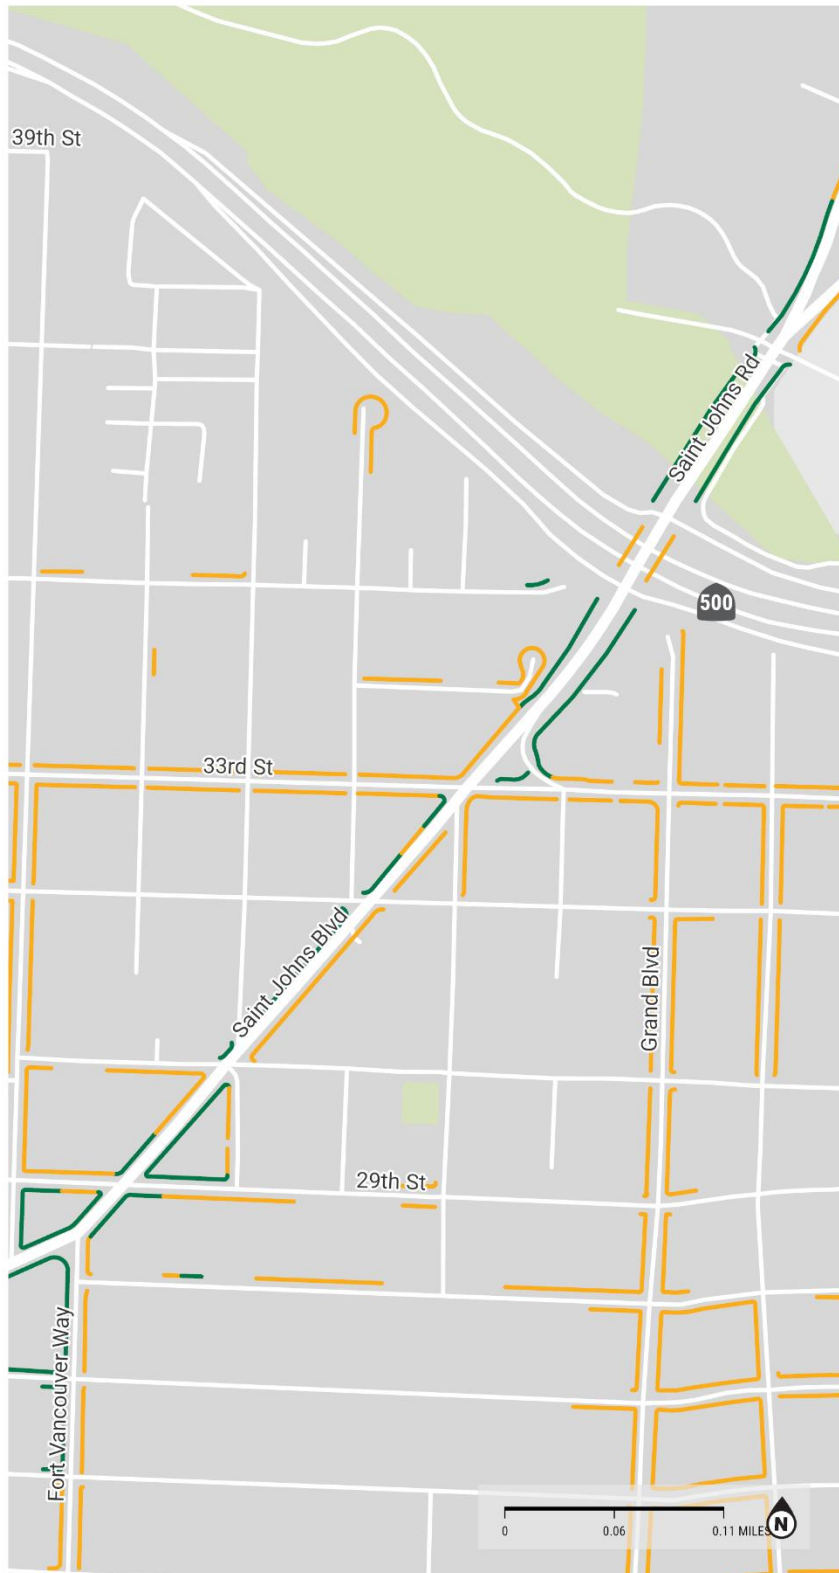 39th St
Saint Johns Rd
500
33rd St
Saint Johns Blvd
Grand Blvd
29th St
Fort Vancouver Way
0 0.06 0.11 MILES
N